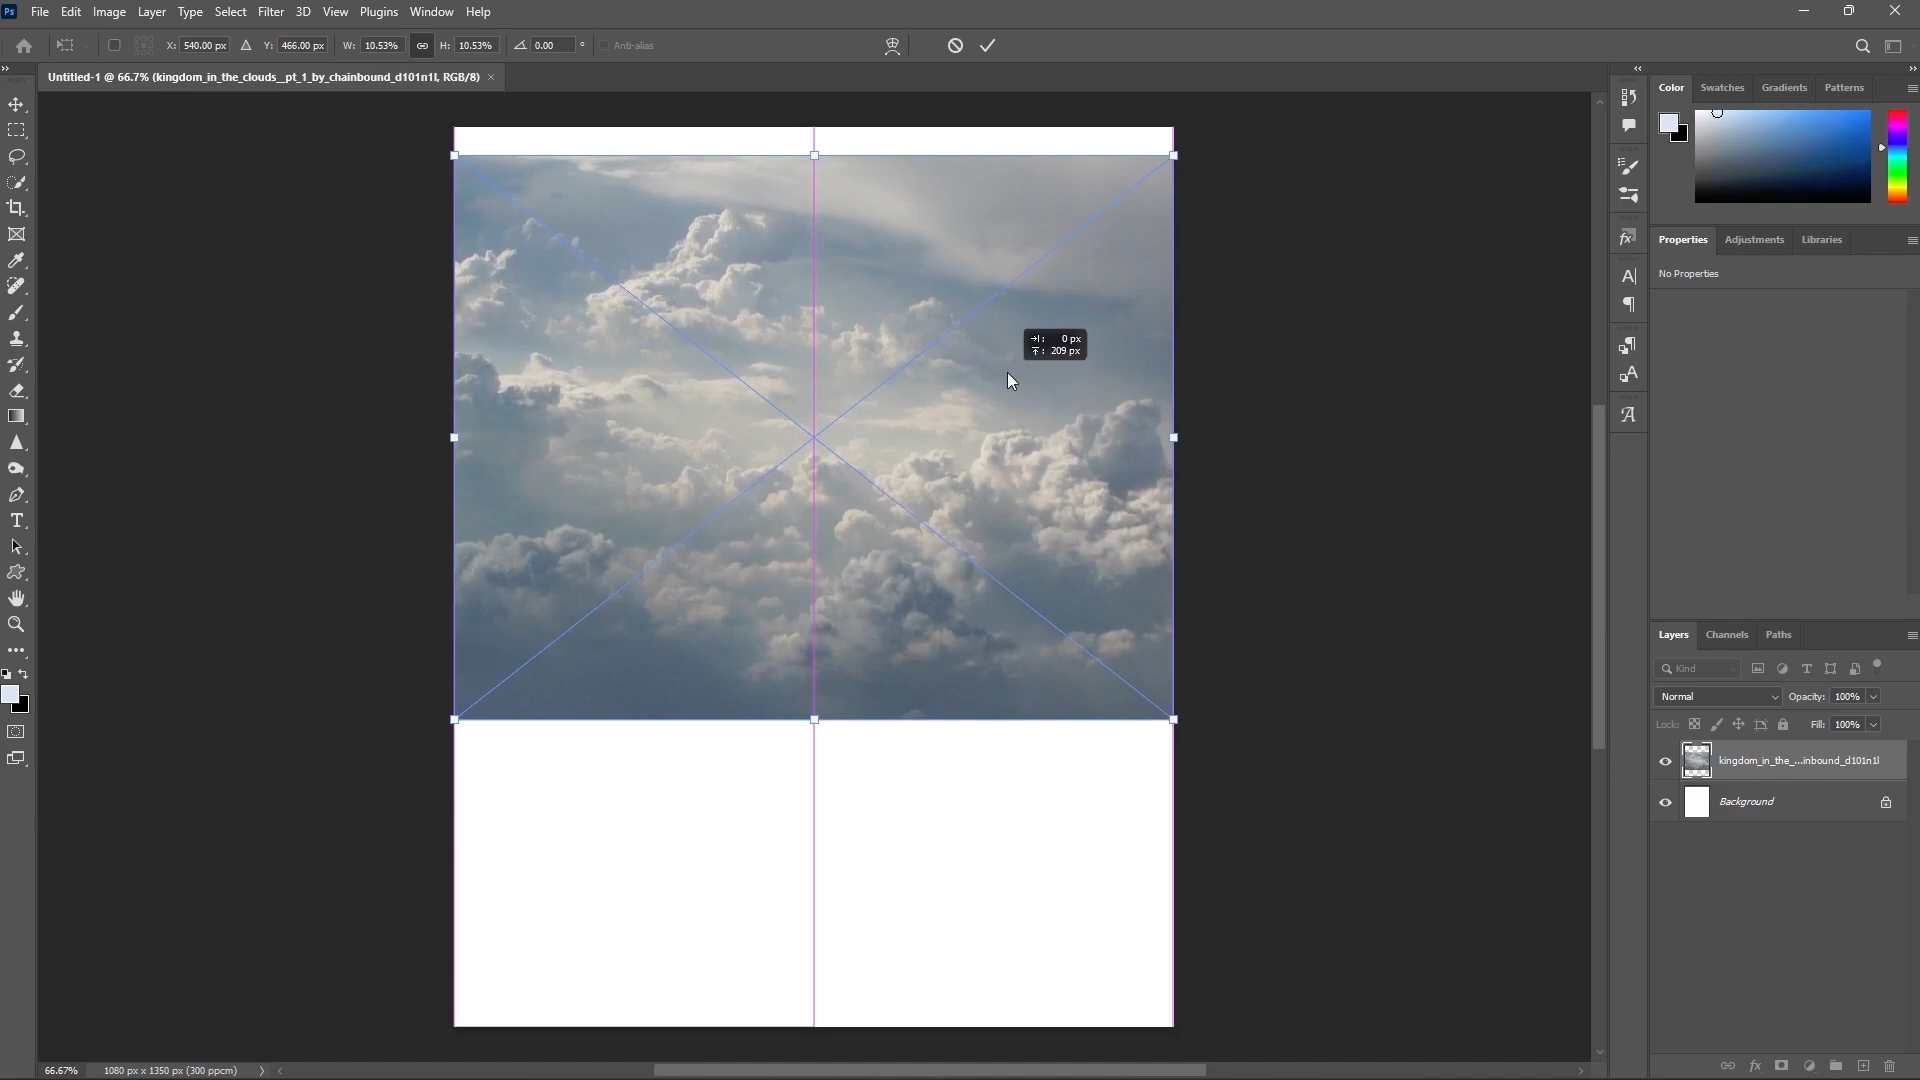 Ps File Edit Image Layer Type Select Filter 3D View Plugins Window Help
X: 540.00 px Y: 466.00 px W: 10.53% H: 10.53% 0.00 ° Anti-alias
Untitled-1 @ 66.7% (kingdom_in_the_clouds__pt_1_by_chainbound_d101n1l, RGB/8) ×
Color Swatches Gradients Patterns
Properties Adjustments Libraries
No Properties
0 px
209 px
Layers Channels Paths
Kind
Normal Opacity: 100%
Lock: Fill: 100%
kingdom_in_the_...inbound_d101n1l
Background
66.67% 1080 px x 1350 px (300 ppcm)